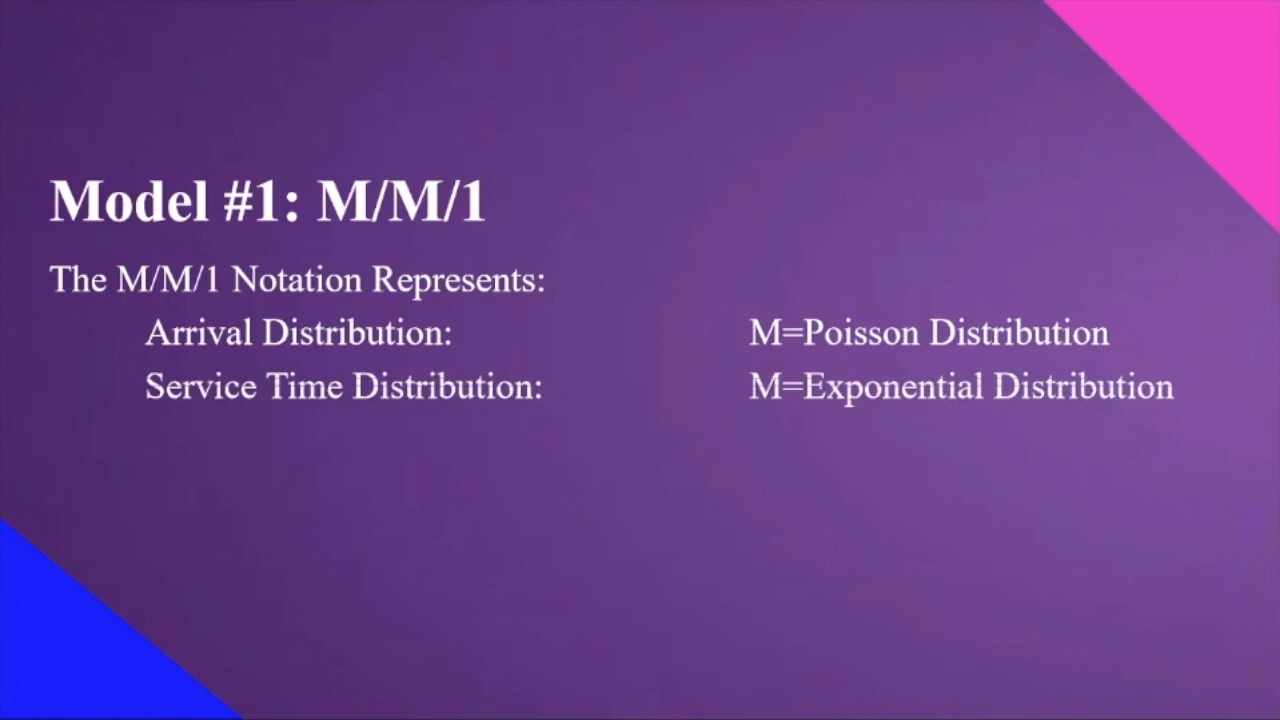 Model #1: M/M/1
The M/M/1 Notation Represents:
Arrival Distribution: M=Poisson Distribution
Service Time Distribution: M=Exponential Distribution